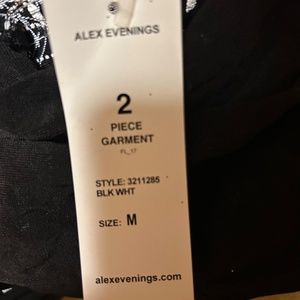 ALEX EVENINGS
2
PIECE
GARMENT
FL_17
STYLE: 3211285
BLK WHT
SIZE: M
alexevenings.com